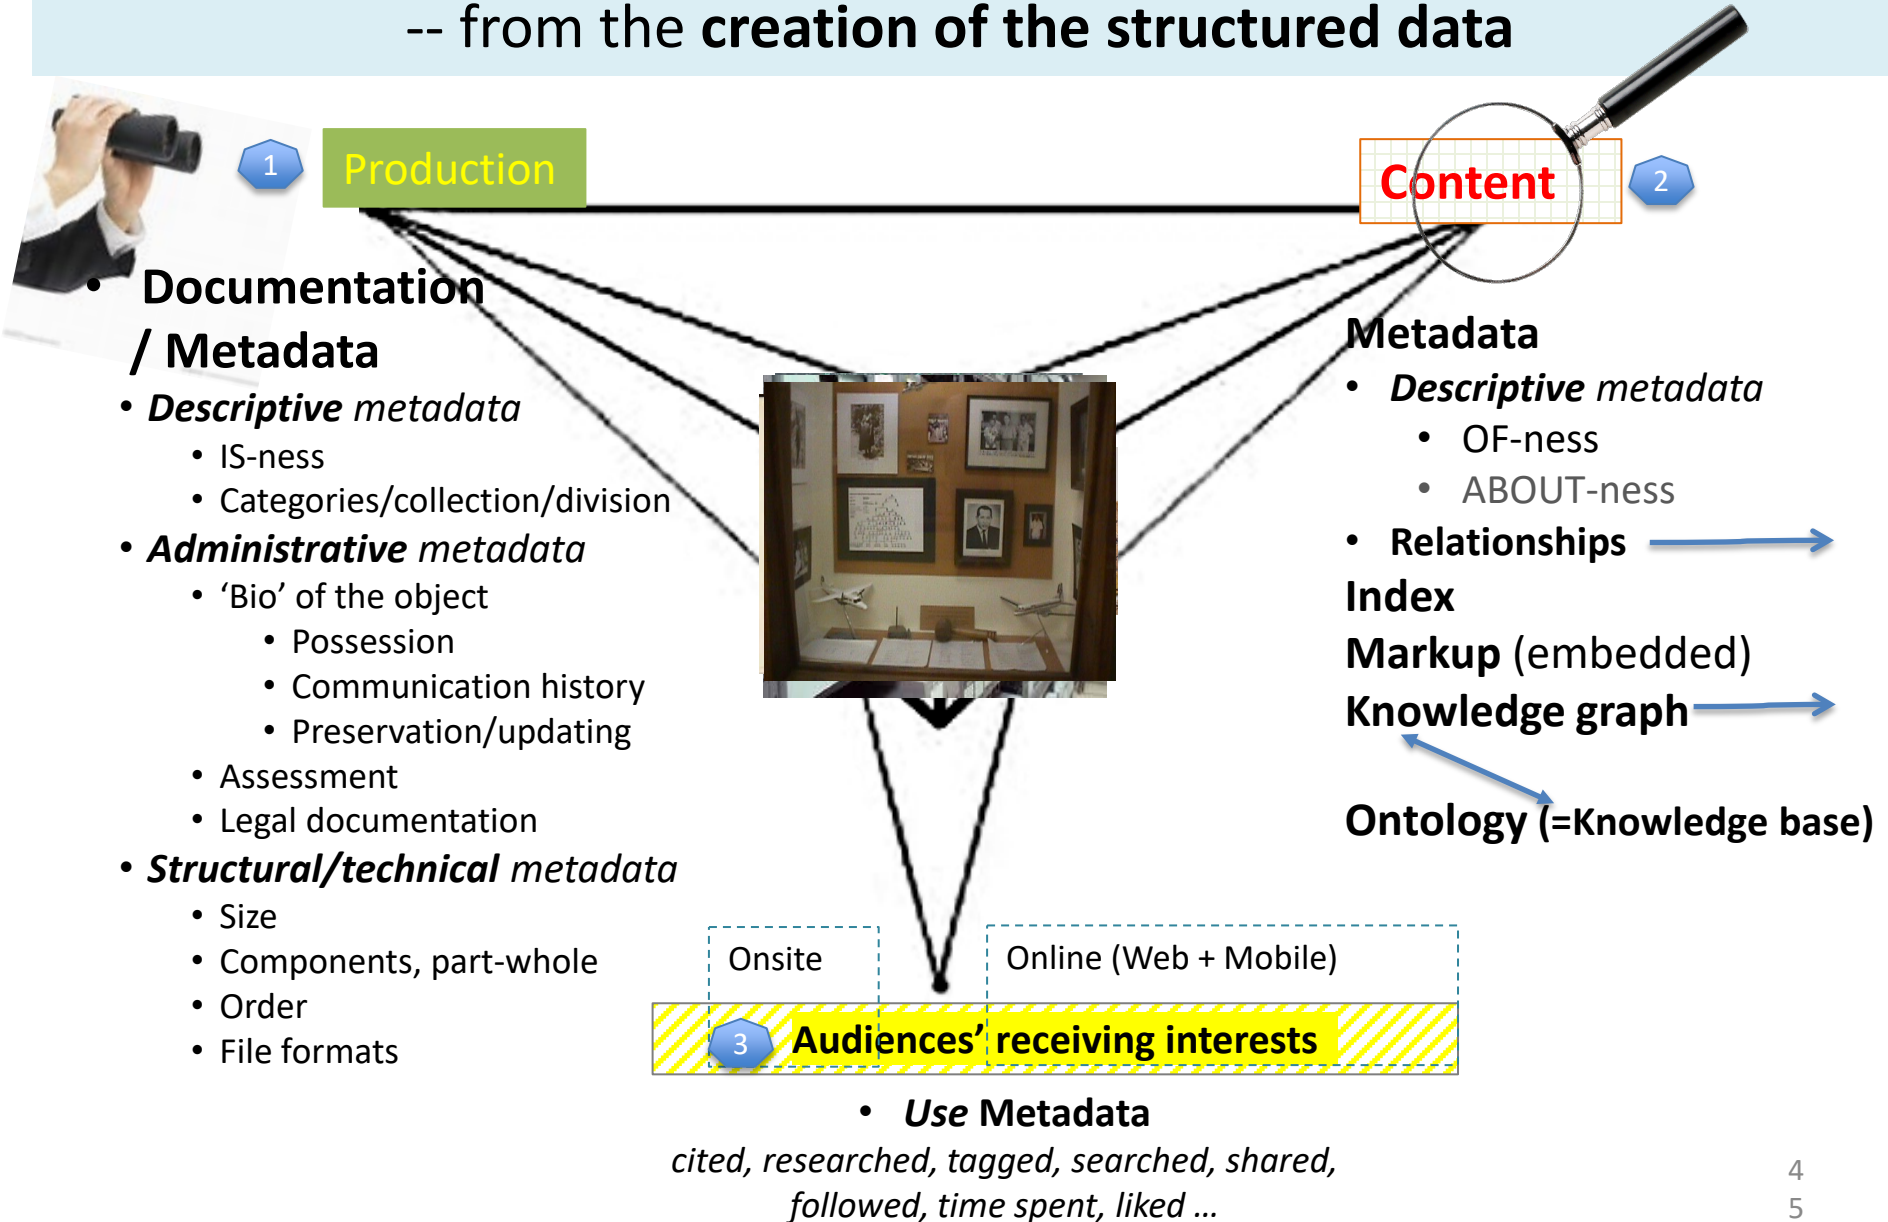 -- from the creation of the structured data
1
Production
Content
2
• Documentation
/ Metadata
• Descriptive metadata
• IS-ness
• Categories/collection/division
• Administrative metadata
• ‘Bio’ of the object
• Possession
• Communication history
• Preservation/updating
• Assessment
• Legal documentation
• Structural/technical metadata
• Size
• Components, part-whole
• Order
• File formats
Metadata
• Descriptive metadata
• OF-ness
• ABOUT-ness
• Relationships
Index
Markup (embedded)
Knowledge graph
Ontology (=Knowledge base)
Onsite
Online (Web + Mobile)
3
Audiences’ receiving interests
• Use Metadata
cited, researched, tagged, searched, shared,
followed, time spent, liked ...
4
5